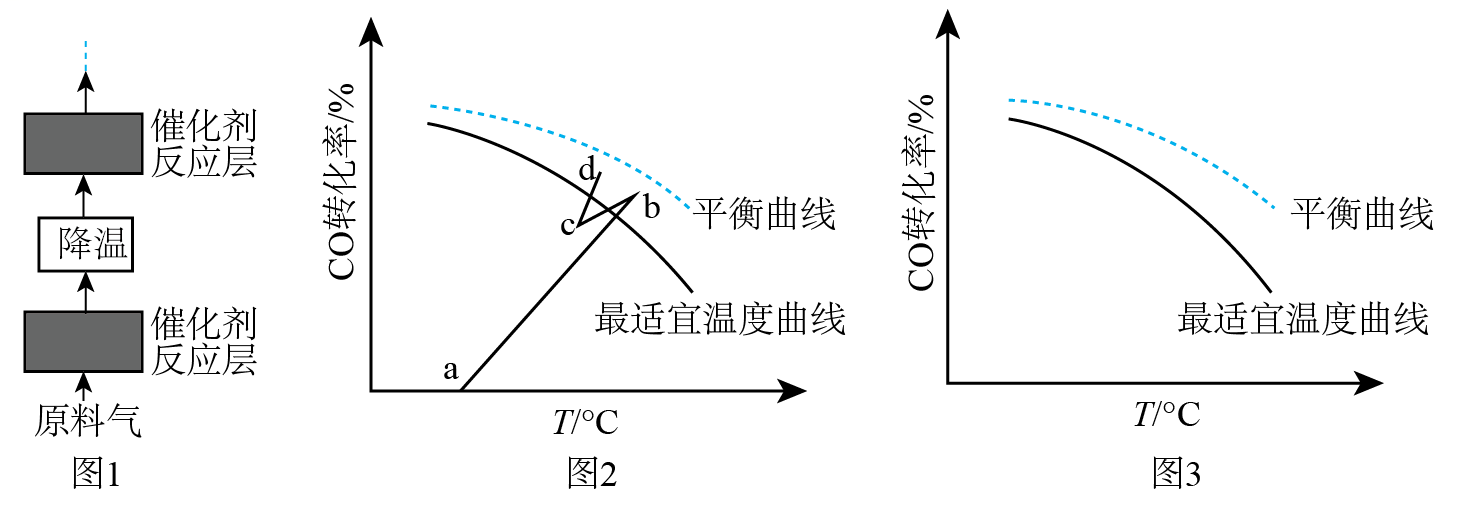 催化剂
反应层
降温
催化剂
反应层
原料气
图1
CO转化率/%
d
b
c
a
平衡曲线
最适宜温度曲线
T/°C
图2
CO转化率/%
平衡曲线
最适宜温度曲线
T/°C
图3